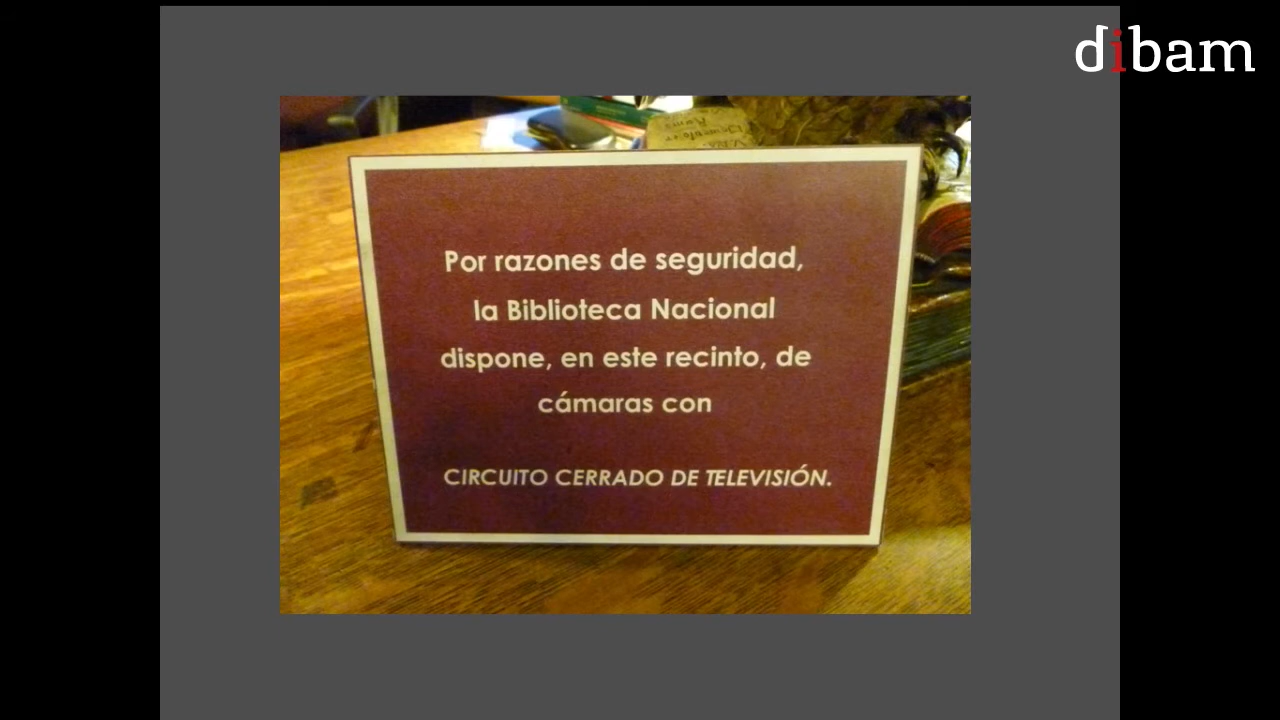 dibam
Por razones de seguridad,
la Biblioteca Nacional
dispone, en este recinto, de
cámaras con
CIRCUITO CERRADO DE TELEVISIÓN.